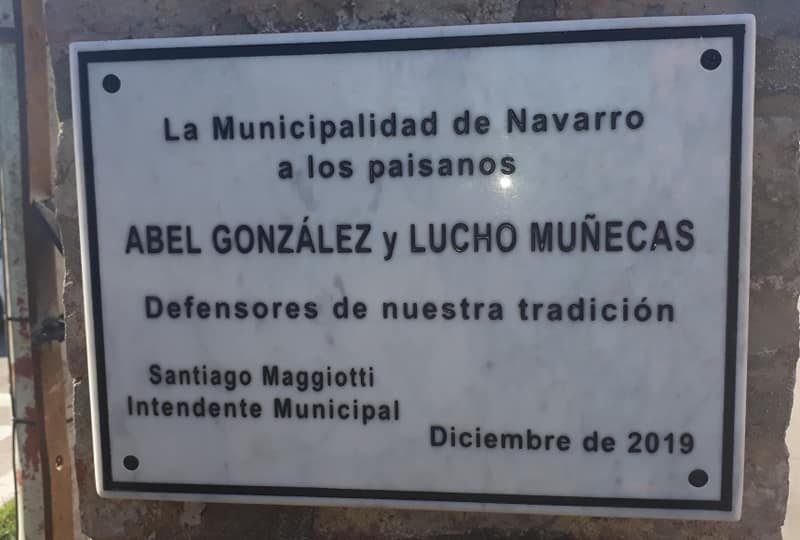 La Municipalidad de Navarro
a los paisanos
ABEL GONZÁLEZ y LUCHO MUÑECAS
Defensores de nuestra tradición
Santiago Maggiotti
Intendente Municipal
Diciembre de 2019